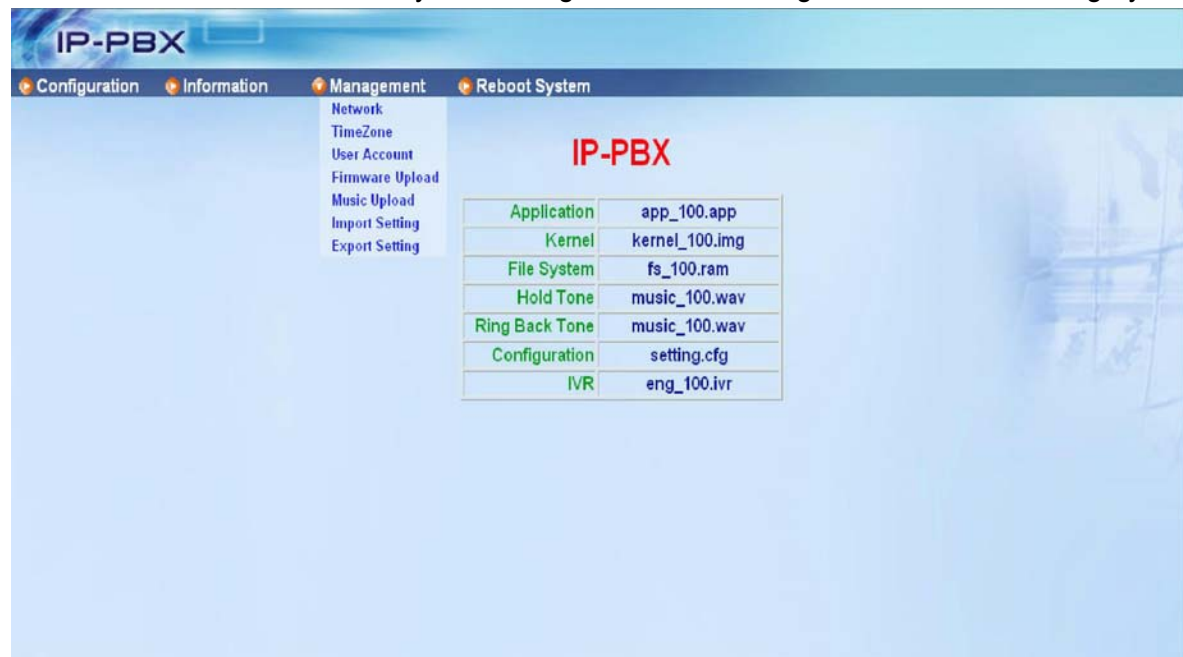 IP-PBX
Configuration Information Management Reboot System
Network
TimeZone
User Account
Firmware Upload
Music Upload
Import Setting
Export Setting
IP-PBX
Application app_100.app
Kernel kernel_100.img
File System fs_100.ram
Hold Tone music_100.wav
Ring Back Tone music_100.wav
Configuration setting.cfg
IVR eng_100.ivr